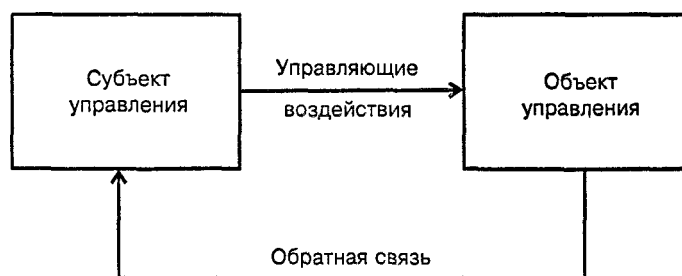 Субъект
управления
Управляющие
воздействия
Объект
управления
Обратная связь